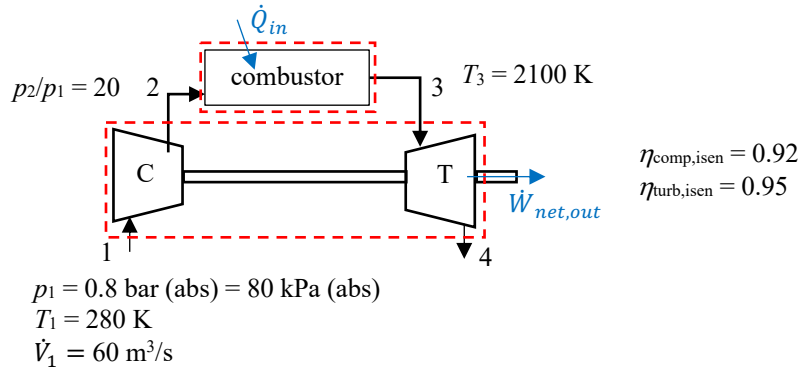 Q̇in
combustor
p2/p1 = 20
2
3
T3 = 2100 K
C
T
ηcomp,isen = 0.92
ηturb,isen = 0.95
Ẇnet,out
1
4
p1 = 0.8 bar (abs) = 80 kPa (abs)
T1 = 280 K
V̇1 = 60 m³/s